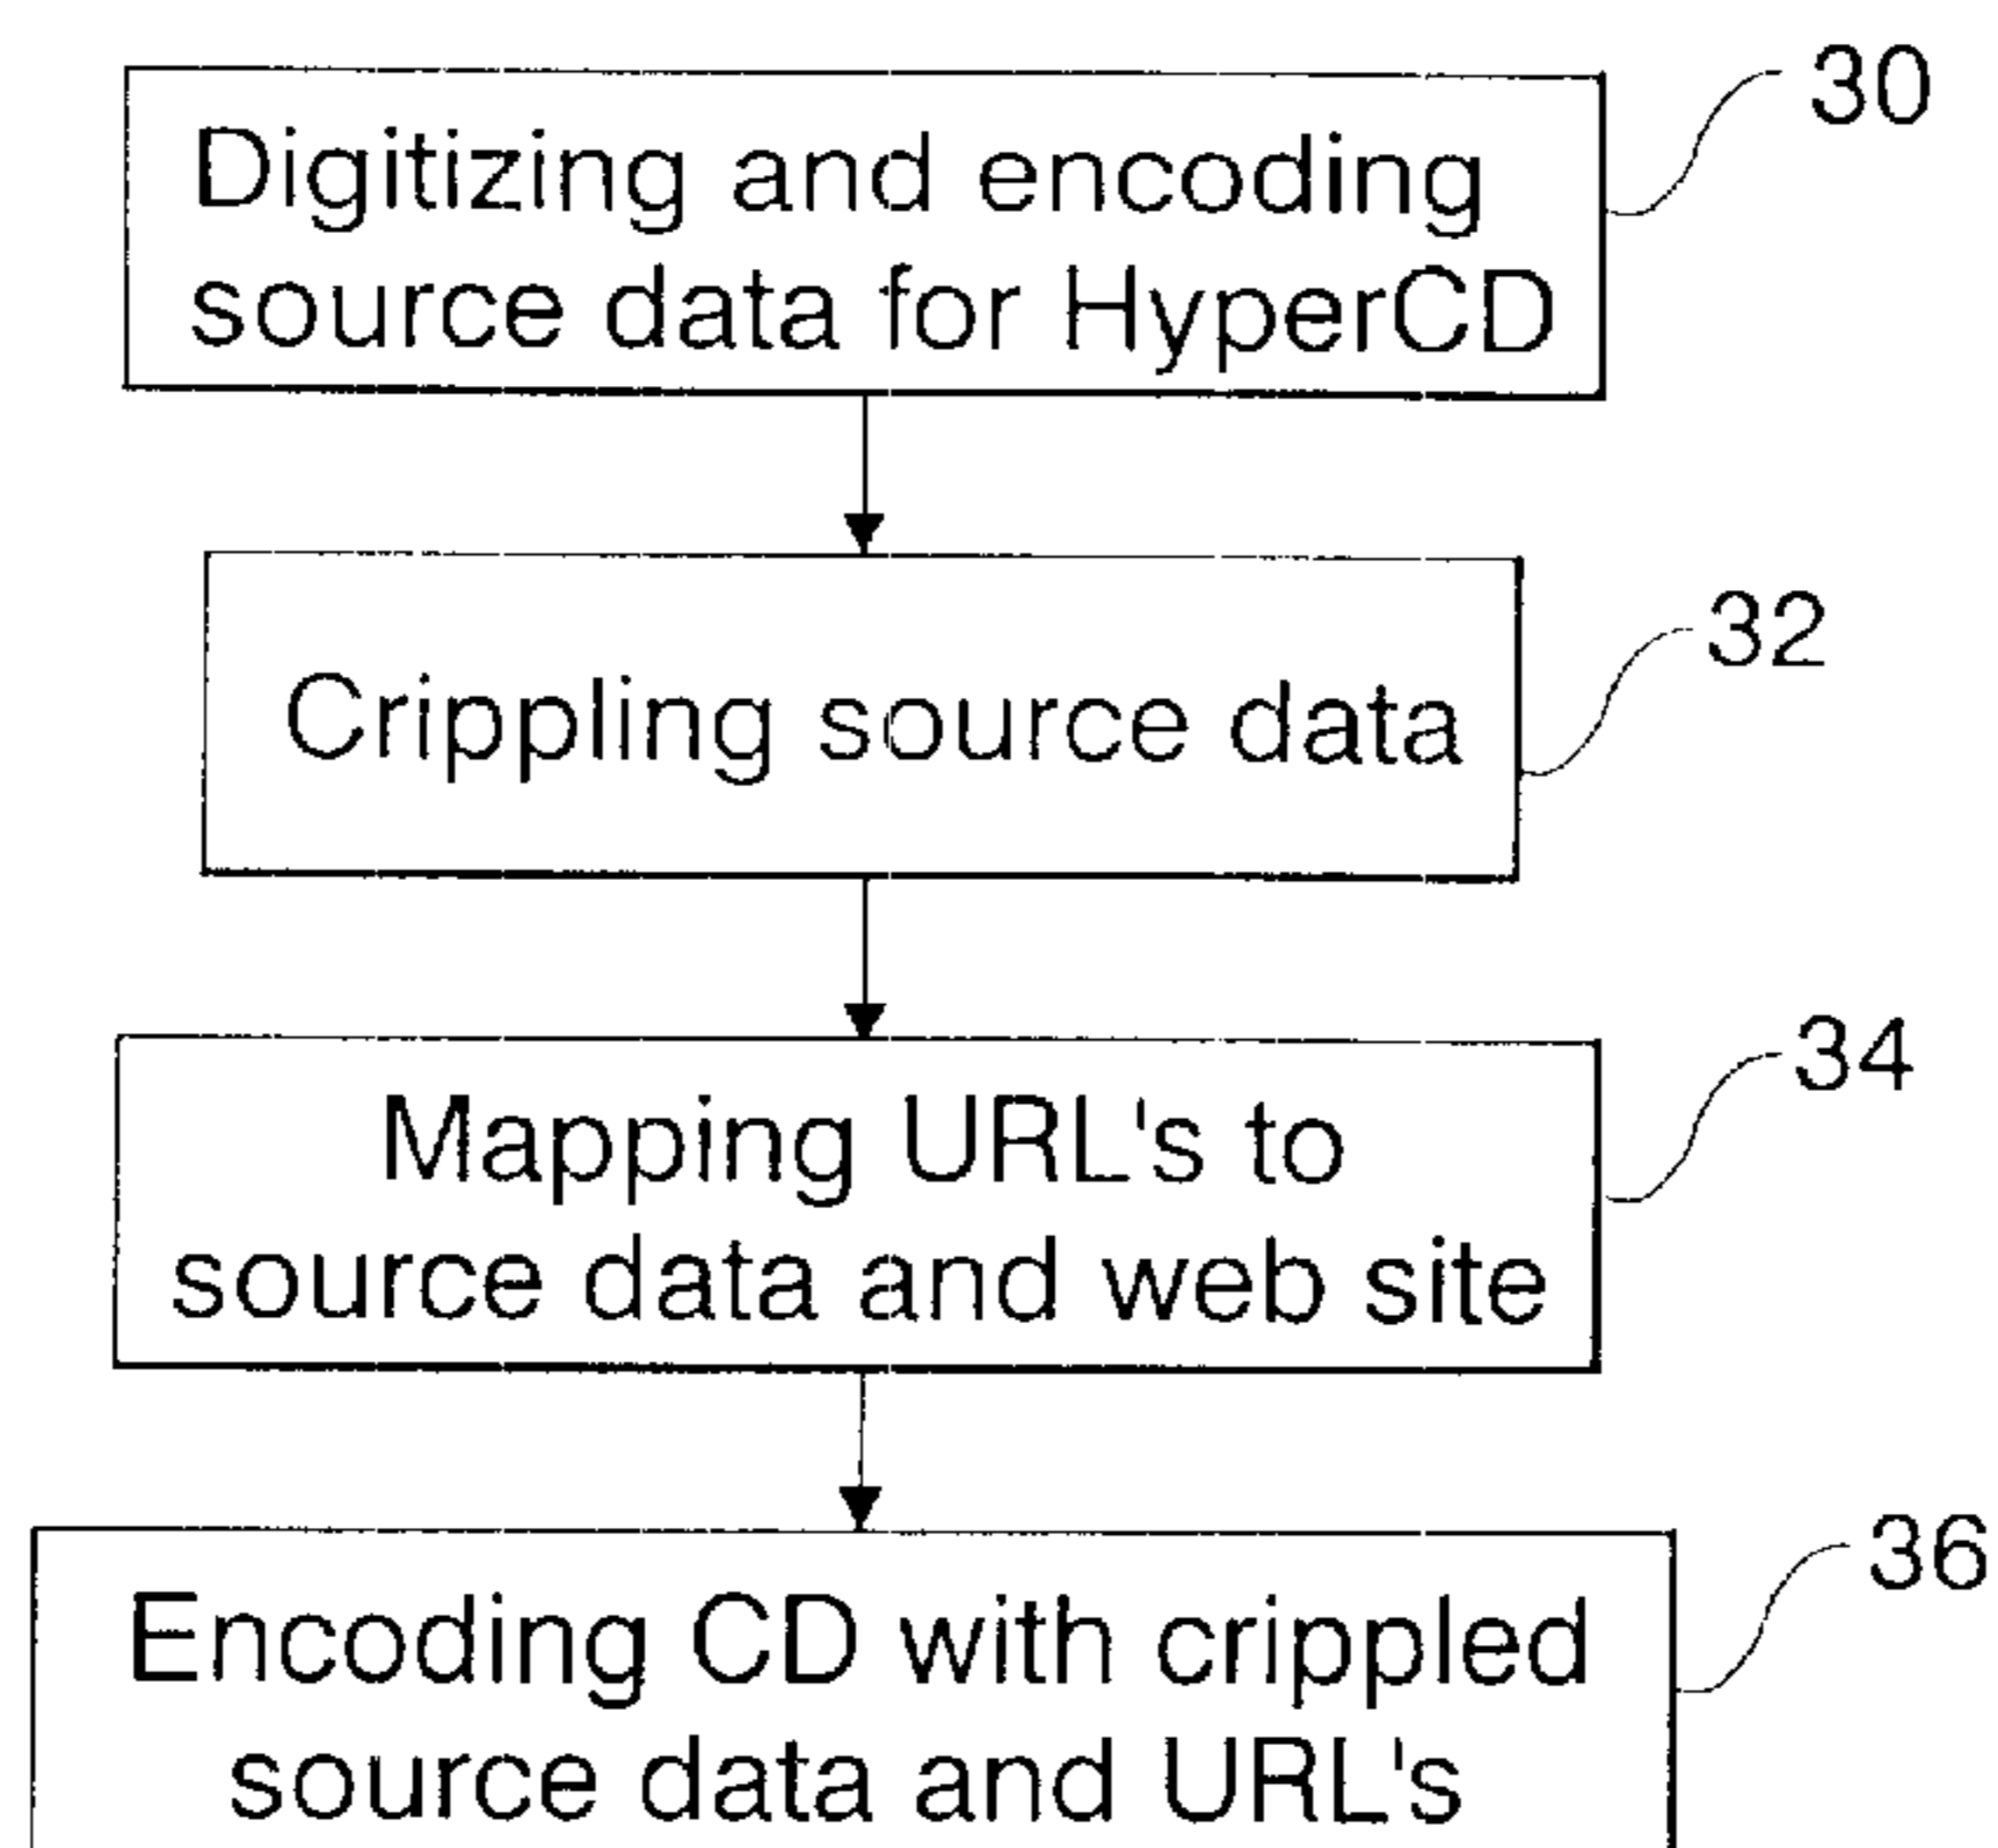 30
Digitizing and encoding
source data for HyperCD
32
Crippling source data
34
Mapping URL's to
source data and web site
36
Encoding CD with crippled
source data and URL's